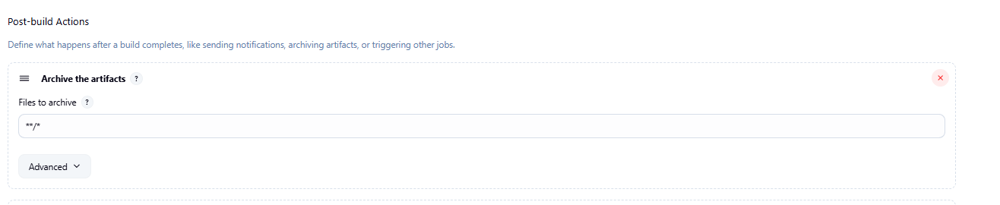 Post-build Actions
Define what happens after a build completes, like sending notifications, archiving artifacts, or triggering other jobs.
Archive the artifacts ?
Files to archive ?
**/*
Advanced